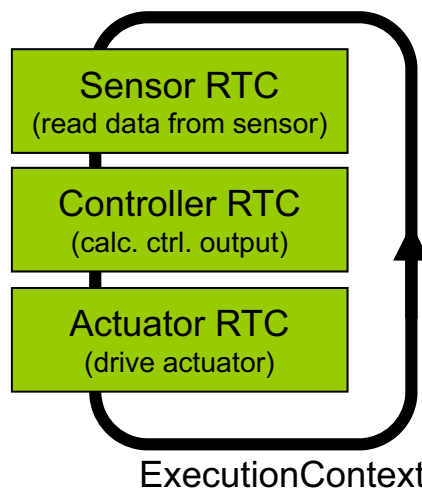 Sensor RTC
(read data from sensor)
Controller RTC
(calc. ctrl. output)
Actuator RTC
(drive actuator)
ExecutionContext